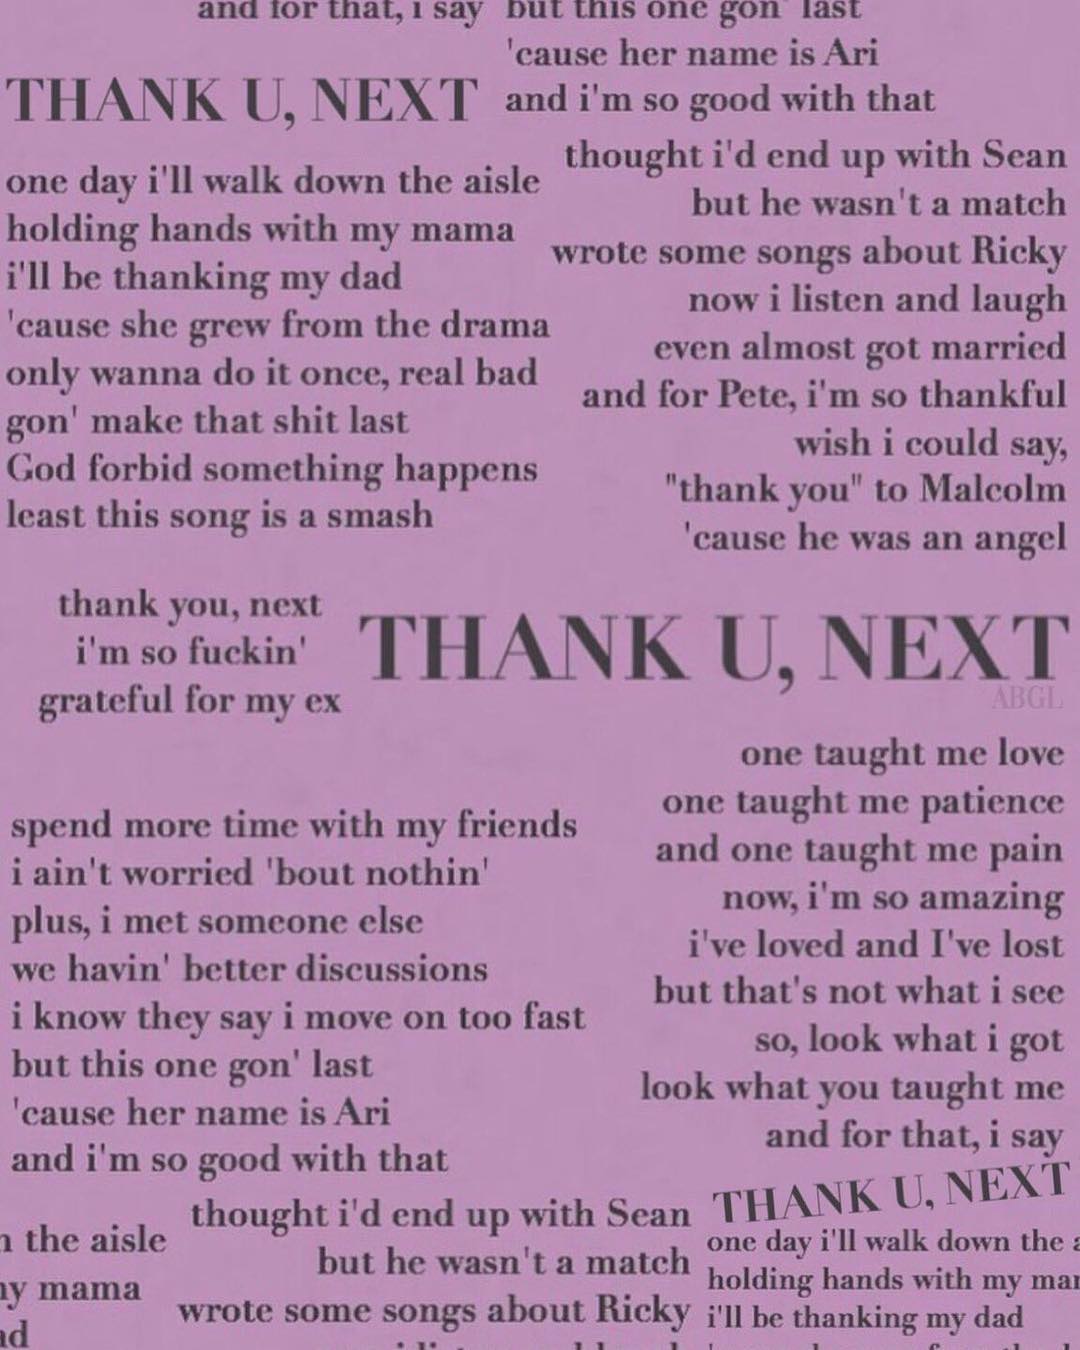 and for that, i say
THANK U, NEXT
one day i'll walk down the aisle
holding hands with my mama
i'll be thanking my dad
'cause she grew from the drama
only wanna do it once, real bad
gon' make that shit last
God forbid something happens
least this song is a smash
but this one gon' last
'cause her name is Ari
and i'm so good with that
thought i'd end up with Sean
but he wasn't a match
wrote some songs about Ricky
now i listen and laugh
even almost got married
and for Pete, i'm so thankful
wish i could say,
"thank you" to Malcolm
'cause he was an angel
thank you, next
i'm so fuckin'
grateful for my ex
THANK U, NEXT
ABGL
spend more time with my friends
i ain't worried 'bout nothin'
plus, i met someone else
we havin' better discussions
i know they say i move on too fast
but this one gon' last
'cause her name is Ari
and i'm so good with that
one taught me love
one taught me patience
and one taught me pain
now, i'm so amazing
i've loved and I've lost
but that's not what i see
so, look what i got
look what you taught me
and for that, i say
the aisle
mama
thought i'd end up with Sean
but he wasn't a match
wrote some songs about Ricky
THANK U, NEXT
one day i'll walk down the
holding hands with my
i'll be thanking my dad